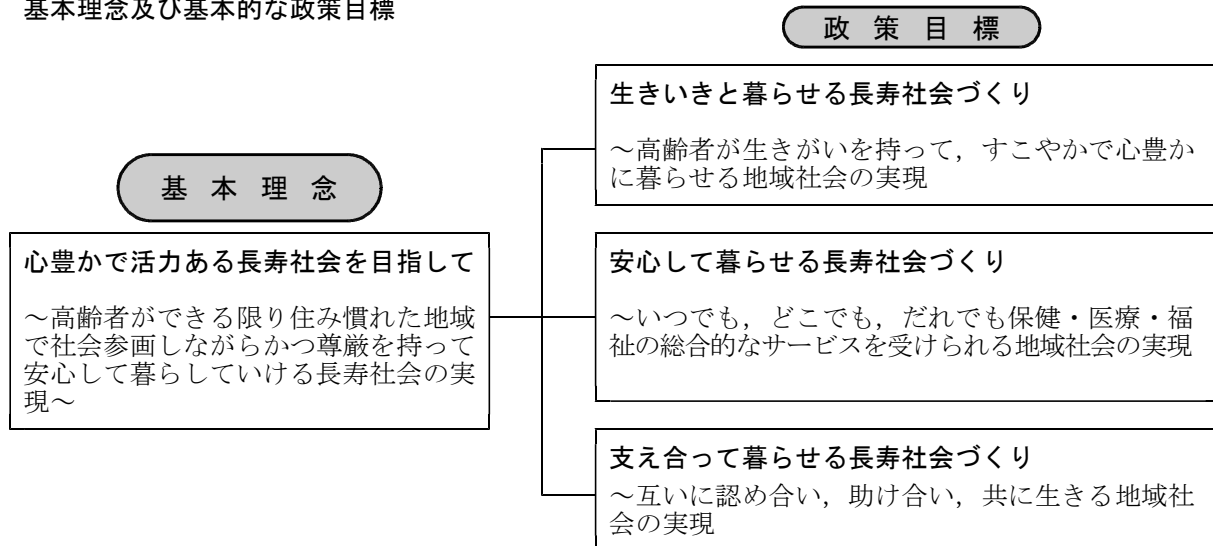 基本理念及び基本的な政策目標
政 策 目 標
生きいきと暮らせる長寿社会づくり
～高齢者が生きがいを持って，すこやかで心豊か
に暮らせる地域社会の実現
基 本 理 念
心豊かで活力ある長寿社会を目指して
～高齢者ができる限り住み慣れた地域
で社会参画しながらかつ尊厳を持って
安心して暮らしていける長寿社会の実
現～
安心して暮らせる長寿社会づくり
～いつでも，どこでも，だれでも保健・医療・福
祉の総合的なサービスを受けられる地域社会の実現
支え合って暮らせる長寿社会づくり
～互いに認め合い，助け合い，共に生きる地域社
会の実現